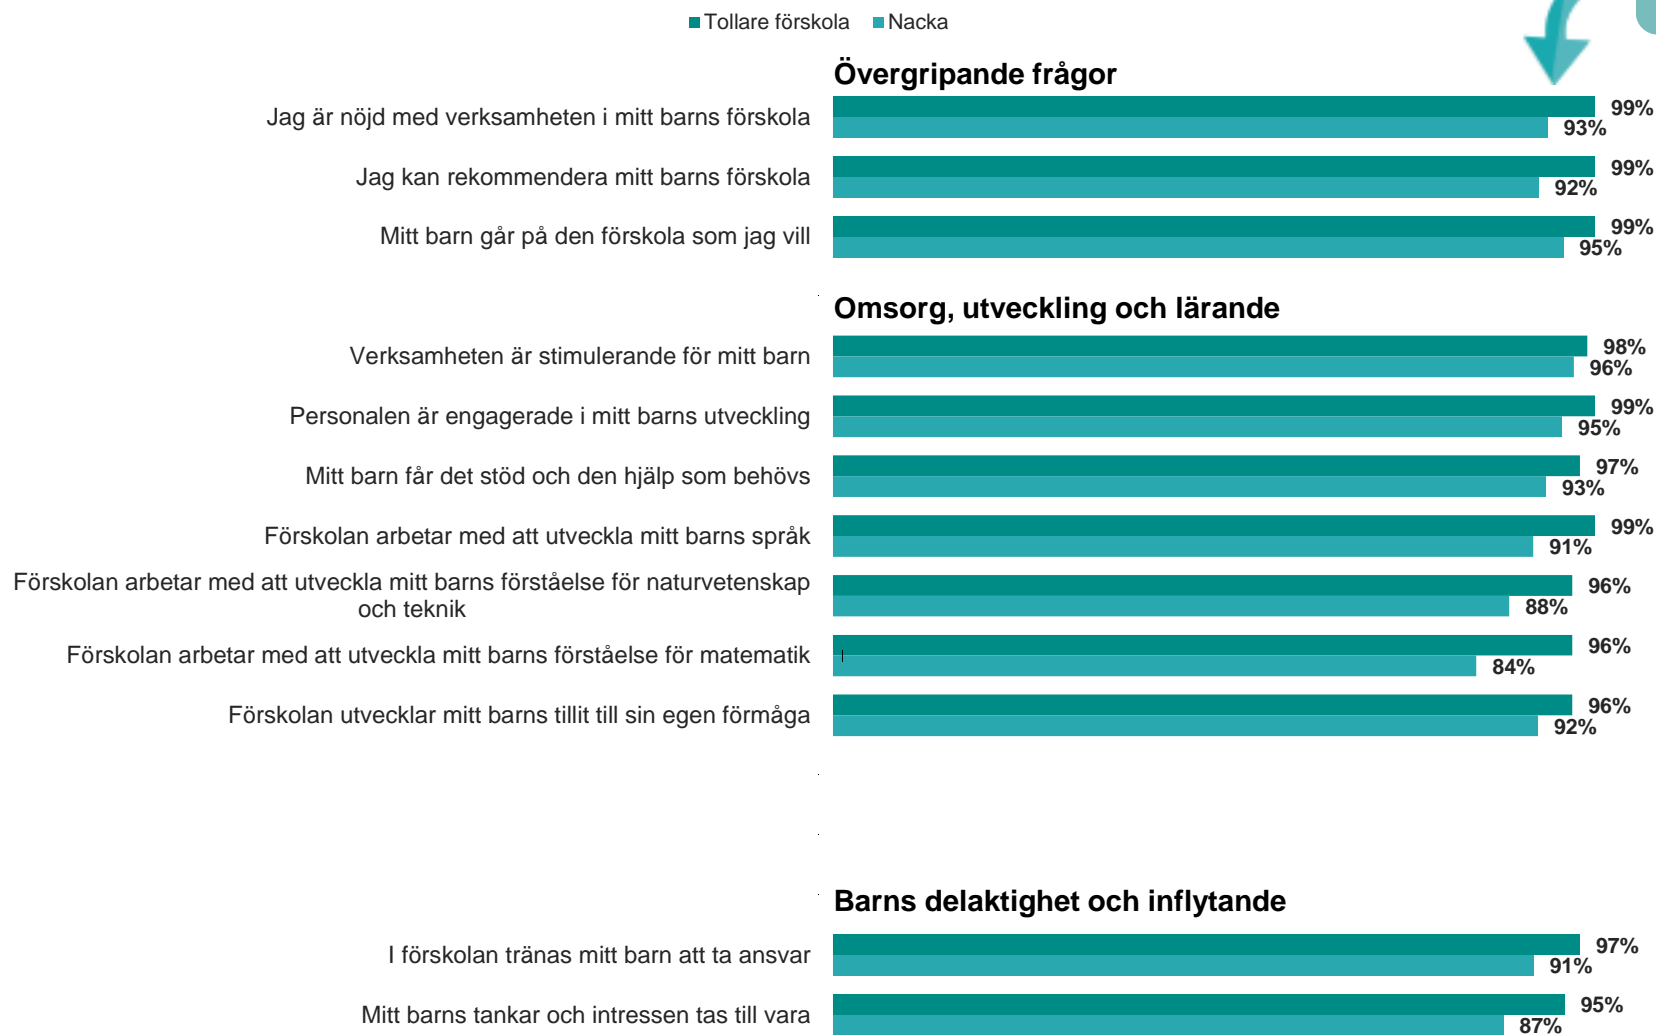 Tollare förskola Nacka
Övergripande frågor
Jag är nöjd med verksamheten i mitt barns förskola 99%
93%
Jag kan rekommendera mitt barns förskola 99%
92%
Mitt barn går på den förskola som jag vill 99%
95%
Omsorg, utveckling och lärande
Verksamheten är stimulerande för mitt barn 98%
96%
Personalen är engagerade i mitt barns utveckling 99%
95%
Mitt barn får det stöd och den hjälp som behövs 97%
93%
Förskolan arbetar med att utveckla mitt barns språk 99%
91%
Förskolan arbetar med att utveckla mitt barns förståelse för naturvetenskap
och teknik
96%
88%
Förskolan arbetar med att utveckla mitt barns förståelse för matematik 96%
84%
Förskolan utvecklar mitt barns tillit till sin egen förmåga 96%
92%
Barns delaktighet och inflytande
I förskolan tränas mitt barn att ta ansvar 97%
91%
Mitt barns tankar och intressen tas till vara 95%
87%